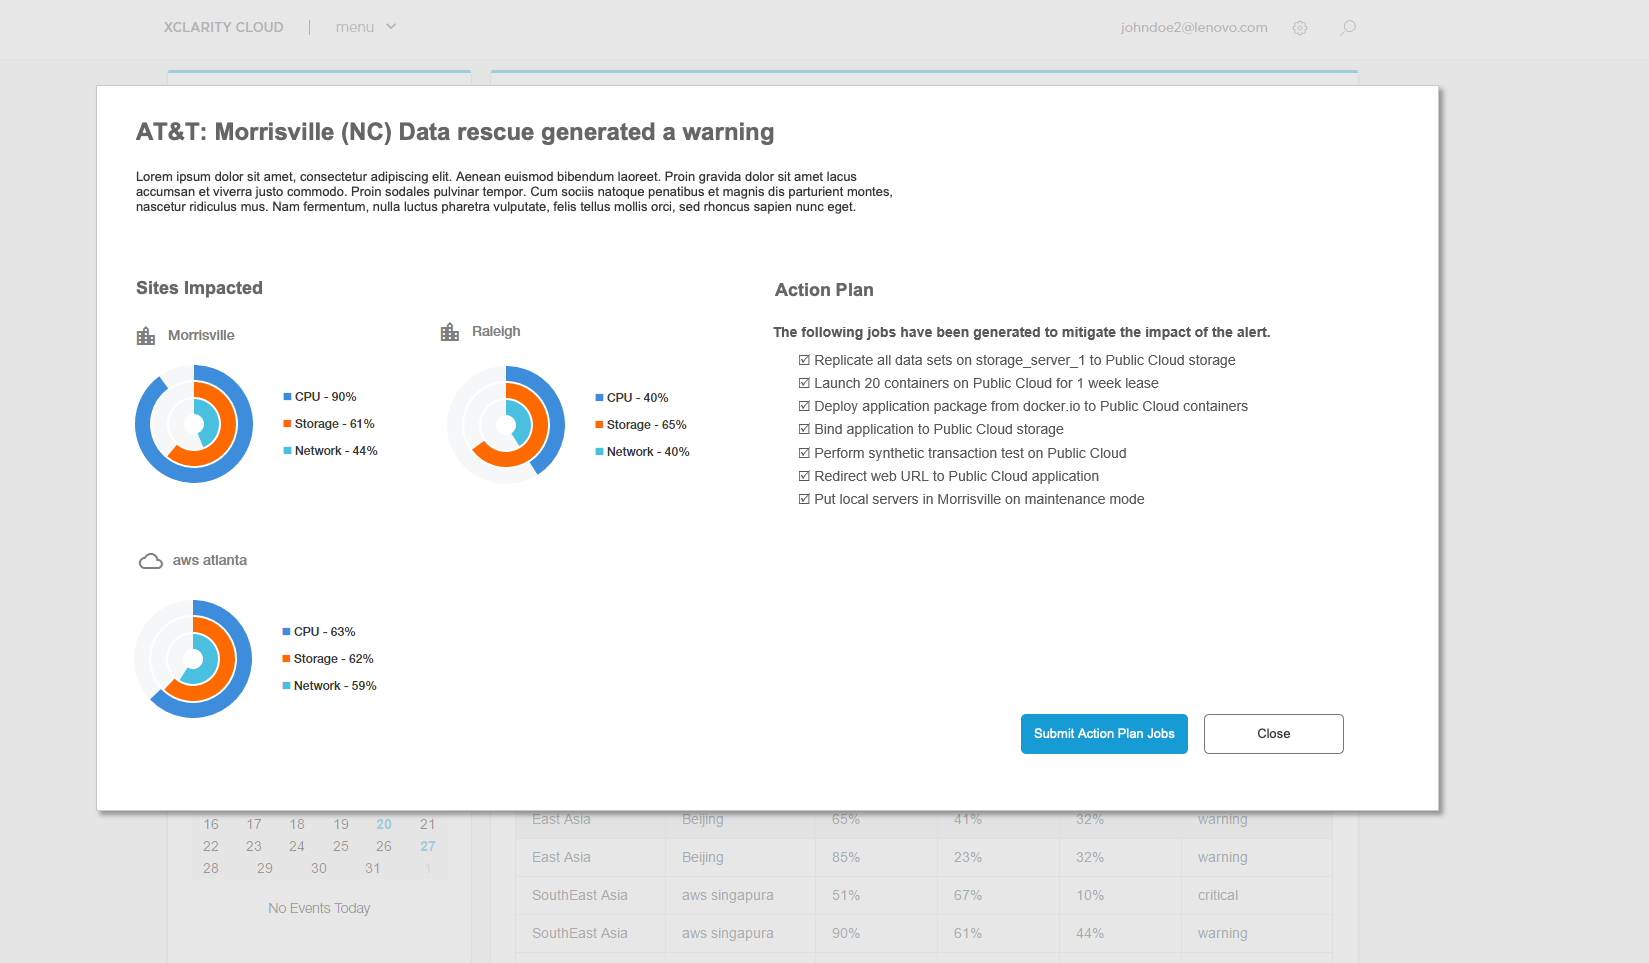 XCLARITY CLOUD | menu johndoe2@lenovo.com
AT&T: Morrisville (NC) Data rescue generated a warning
Lorem ipsum dolor sit amet, consectetur adipiscing elit. Aenean euismod bibendum laoreet. Proin gravida dolor sit amet lacus
accumsan et viverra justo commodo. Proin sodales pulvinar tempor. Cum sociis natoque penatibus et magnis dis parturient montes,
nascetur ridiculus mus. Nam fermentum, nulla luctus pharetra vulputate, felis tellus mollis orci, sed rhoncus sapien nunc eget.
Sites Impacted
Morrisville
CPU - 90%
Storage - 61%
Network - 44%
Raleigh
CPU - 40%
Storage - 65%
Network - 40%
aws atlanta
CPU - 63%
Storage - 62%
Network - 59%
Action Plan
The following jobs have been generated to mitigate the impact of the alert.
Replicate all data sets on storage_server_1 to Public Cloud storage
Launch 20 containers on Public Cloud for 1 week lease
Deploy application package from docker.io to Public Cloud containers
Bind application to Public Cloud storage
Perform synthetic transaction test on Public Cloud
Redirect web URL to Public Cloud application
Put local servers in Morrisville on maintenance mode
Submit Action Plan Jobs
Close
16 17 18 19 20 21
22 23 24 25 26 27
28 29 30 31 1
No Events Today
East Asia Beijing 65% 41% 32% warning
East Asia Beijing 85% 23% 32% warning
SouthEast Asia aws singapura 51% 67% 10% critical
SouthEast Asia aws singapura 90% 61% 44% warning